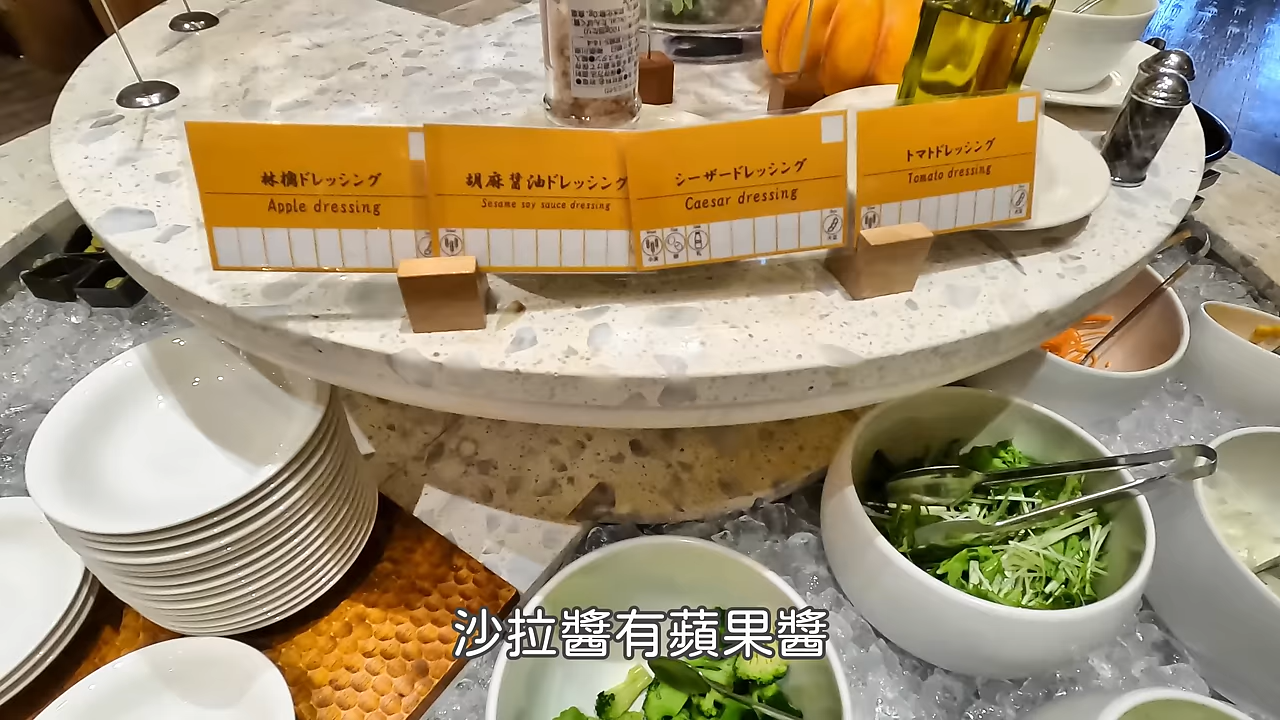 林檎ドレッシング
Apple dressing
胡麻醤油ドレッシング
Sesame soy sauce dressing
シーザードレッシング
Caesar dressing
トマトドレッシング
Tomato dressing
沙拉醬有蘋果醬